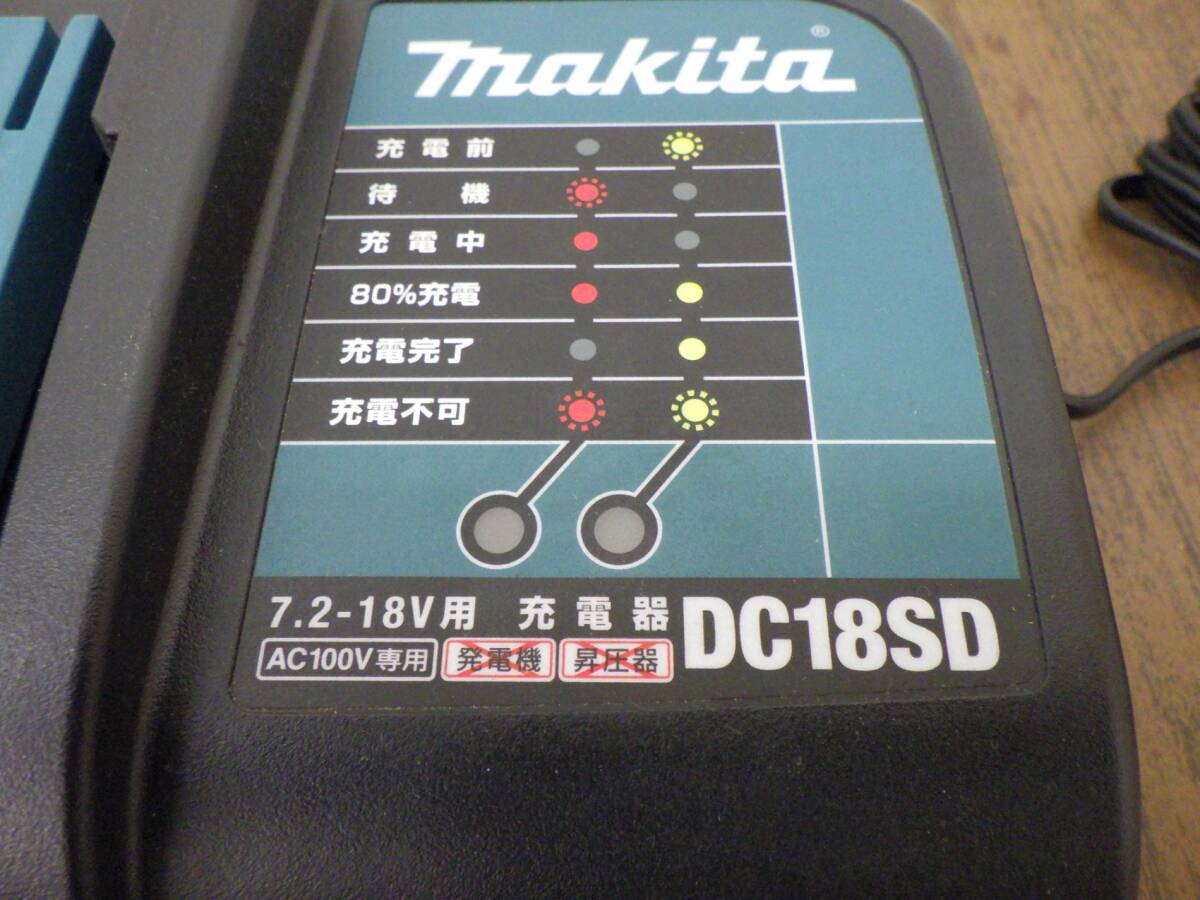 makita®
充電前
待機
充電中
80%充電
充電完了
充電不可
7.2-18V用 充電器 DC18SD
AC100V専用 発電機 昇圧器